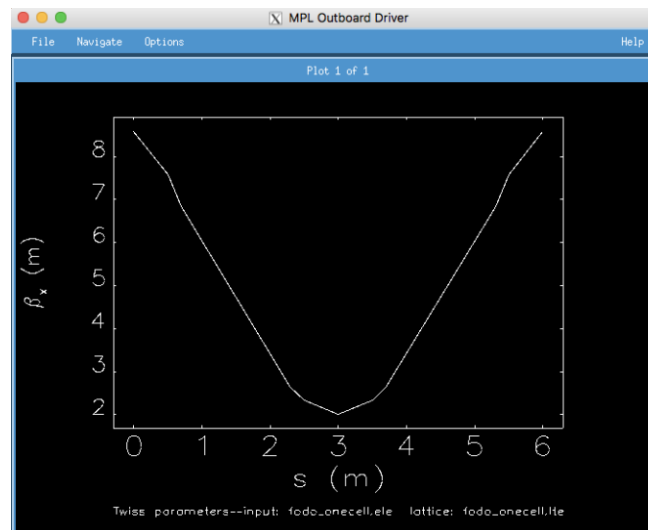 MPL Outboard Driver
File Navigate Options Help
Plot 1 of 1
8
7
6
5
4
3
2
βx (m)
0 1 2 3 4 5 6
s (m)
Twiss parameters--input: fodo_onecell.ele lattice: fodo_onecell.lte